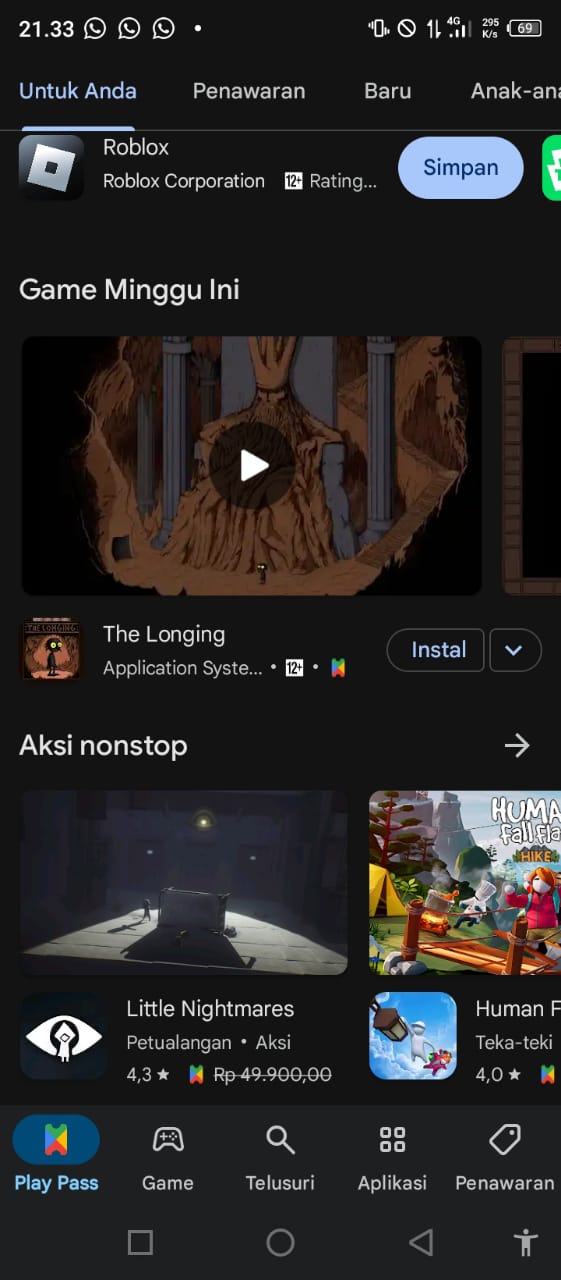 21.33
4G
295
K/s
69
Untuk Anda
Penawaran
Baru
Anak-ana
Roblox
Roblox Corporation
12+ Rating...
Simpan
Game Minggu Ini
THE LONGING
The Longing
Application Syste... • 12+ •
Instal
Aksi nonstop
HUMA
fall fla
HIKE
Little Nightmares
Petualangan • Aksi
4,3 ★ Rp 49.900,00
Human F
Teka-teki
4,0 ★
Play Pass
Game
Telusuri
Aplikasi
Penawaran